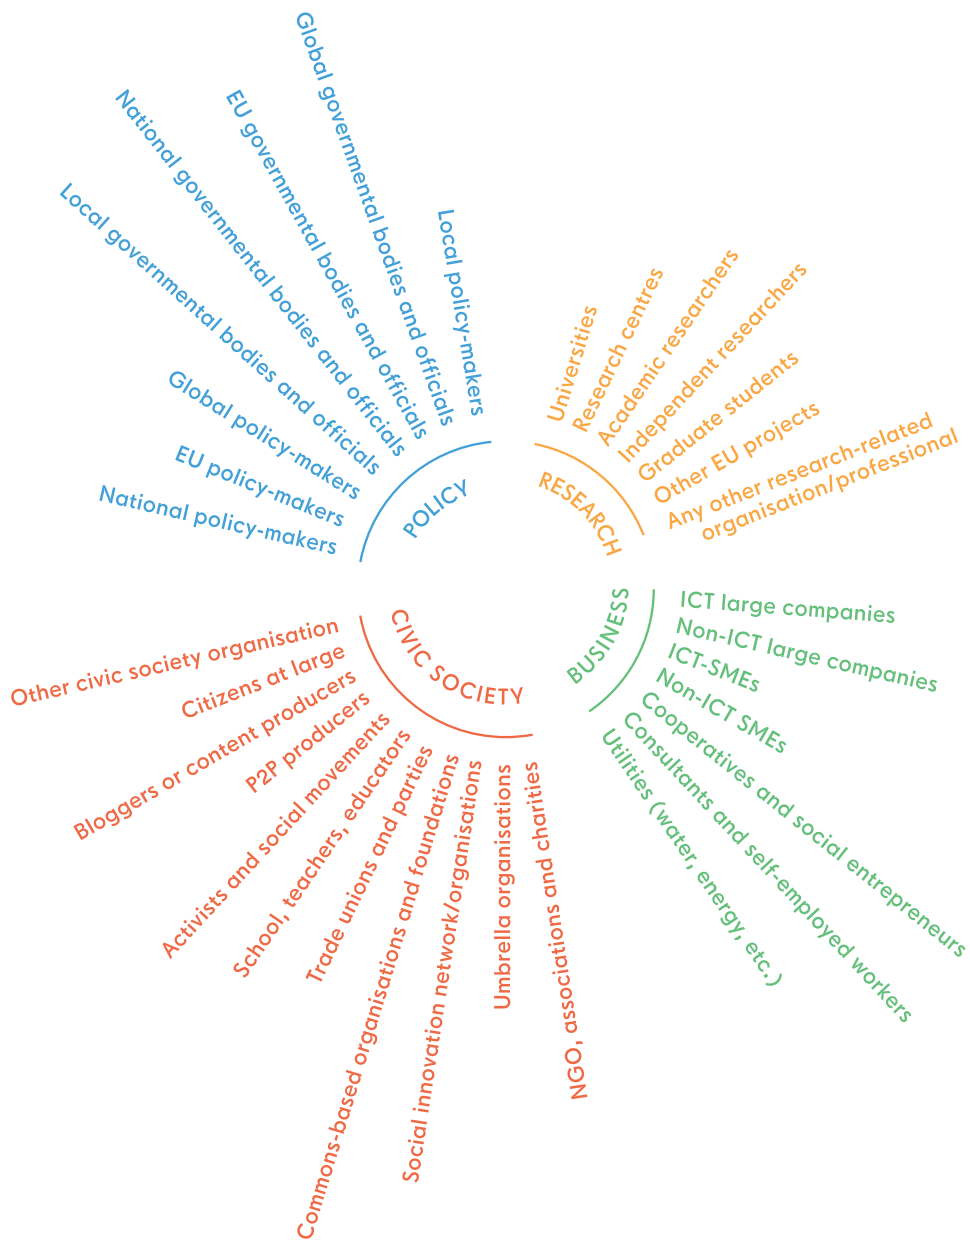 POLICY
National policy-makers
EU policy-makers
Global policy-makers
Local governmental bodies and officials
National governmental bodies and officials
EU governmental bodies and officials
Global governmental bodies and officials
Local policy-makers
RESEARCH
Universities
Research centres
Academic researchers
Independent researchers
Graduate students
Other EU projects
Any other research-related
organisation/professional
BUSINESS
ICT large companies
Non-ICT large companies
ICT-SMEs
Non-ICT SMEs
Cooperatives and social entrepreneurs
Consultants and self-employed workers
Utilities (water, energy, etc.)
CIVIC SOCIETY
Other civic society organisation
Citizens at large
Bloggers or content producers
P2P producers
Activists and social movements
School, teachers, educators
Trade unions and parties
Commons-based organisations and foundations
Social innovation network/organisations
Umbrella organisations
NGO, associations and charities